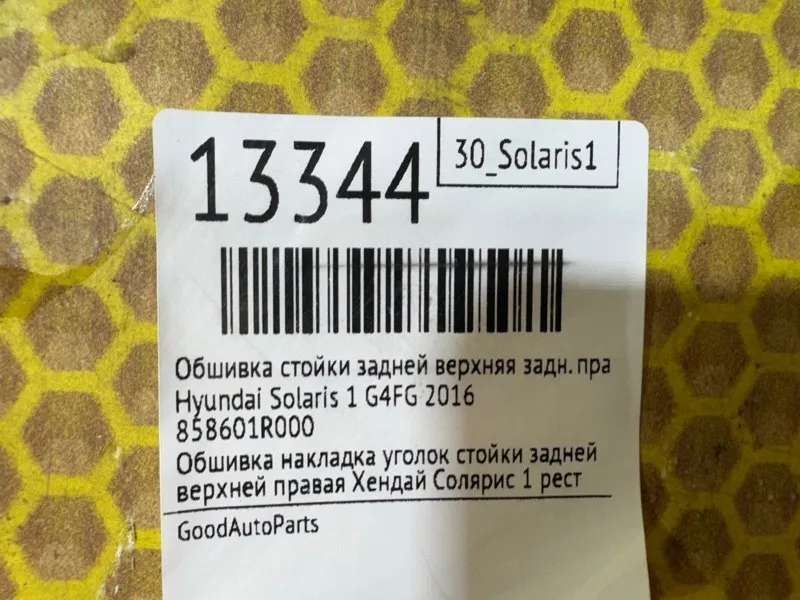 13344
30_Solaris1
Обшивка стойки задней верхняя задн. пра
Hyundai Solaris 1 G4FG 2016
858601R000
Обшивка накладка уголок стойки задней
верхней правая Хендай Солярис 1 рест
GoodAutoParts